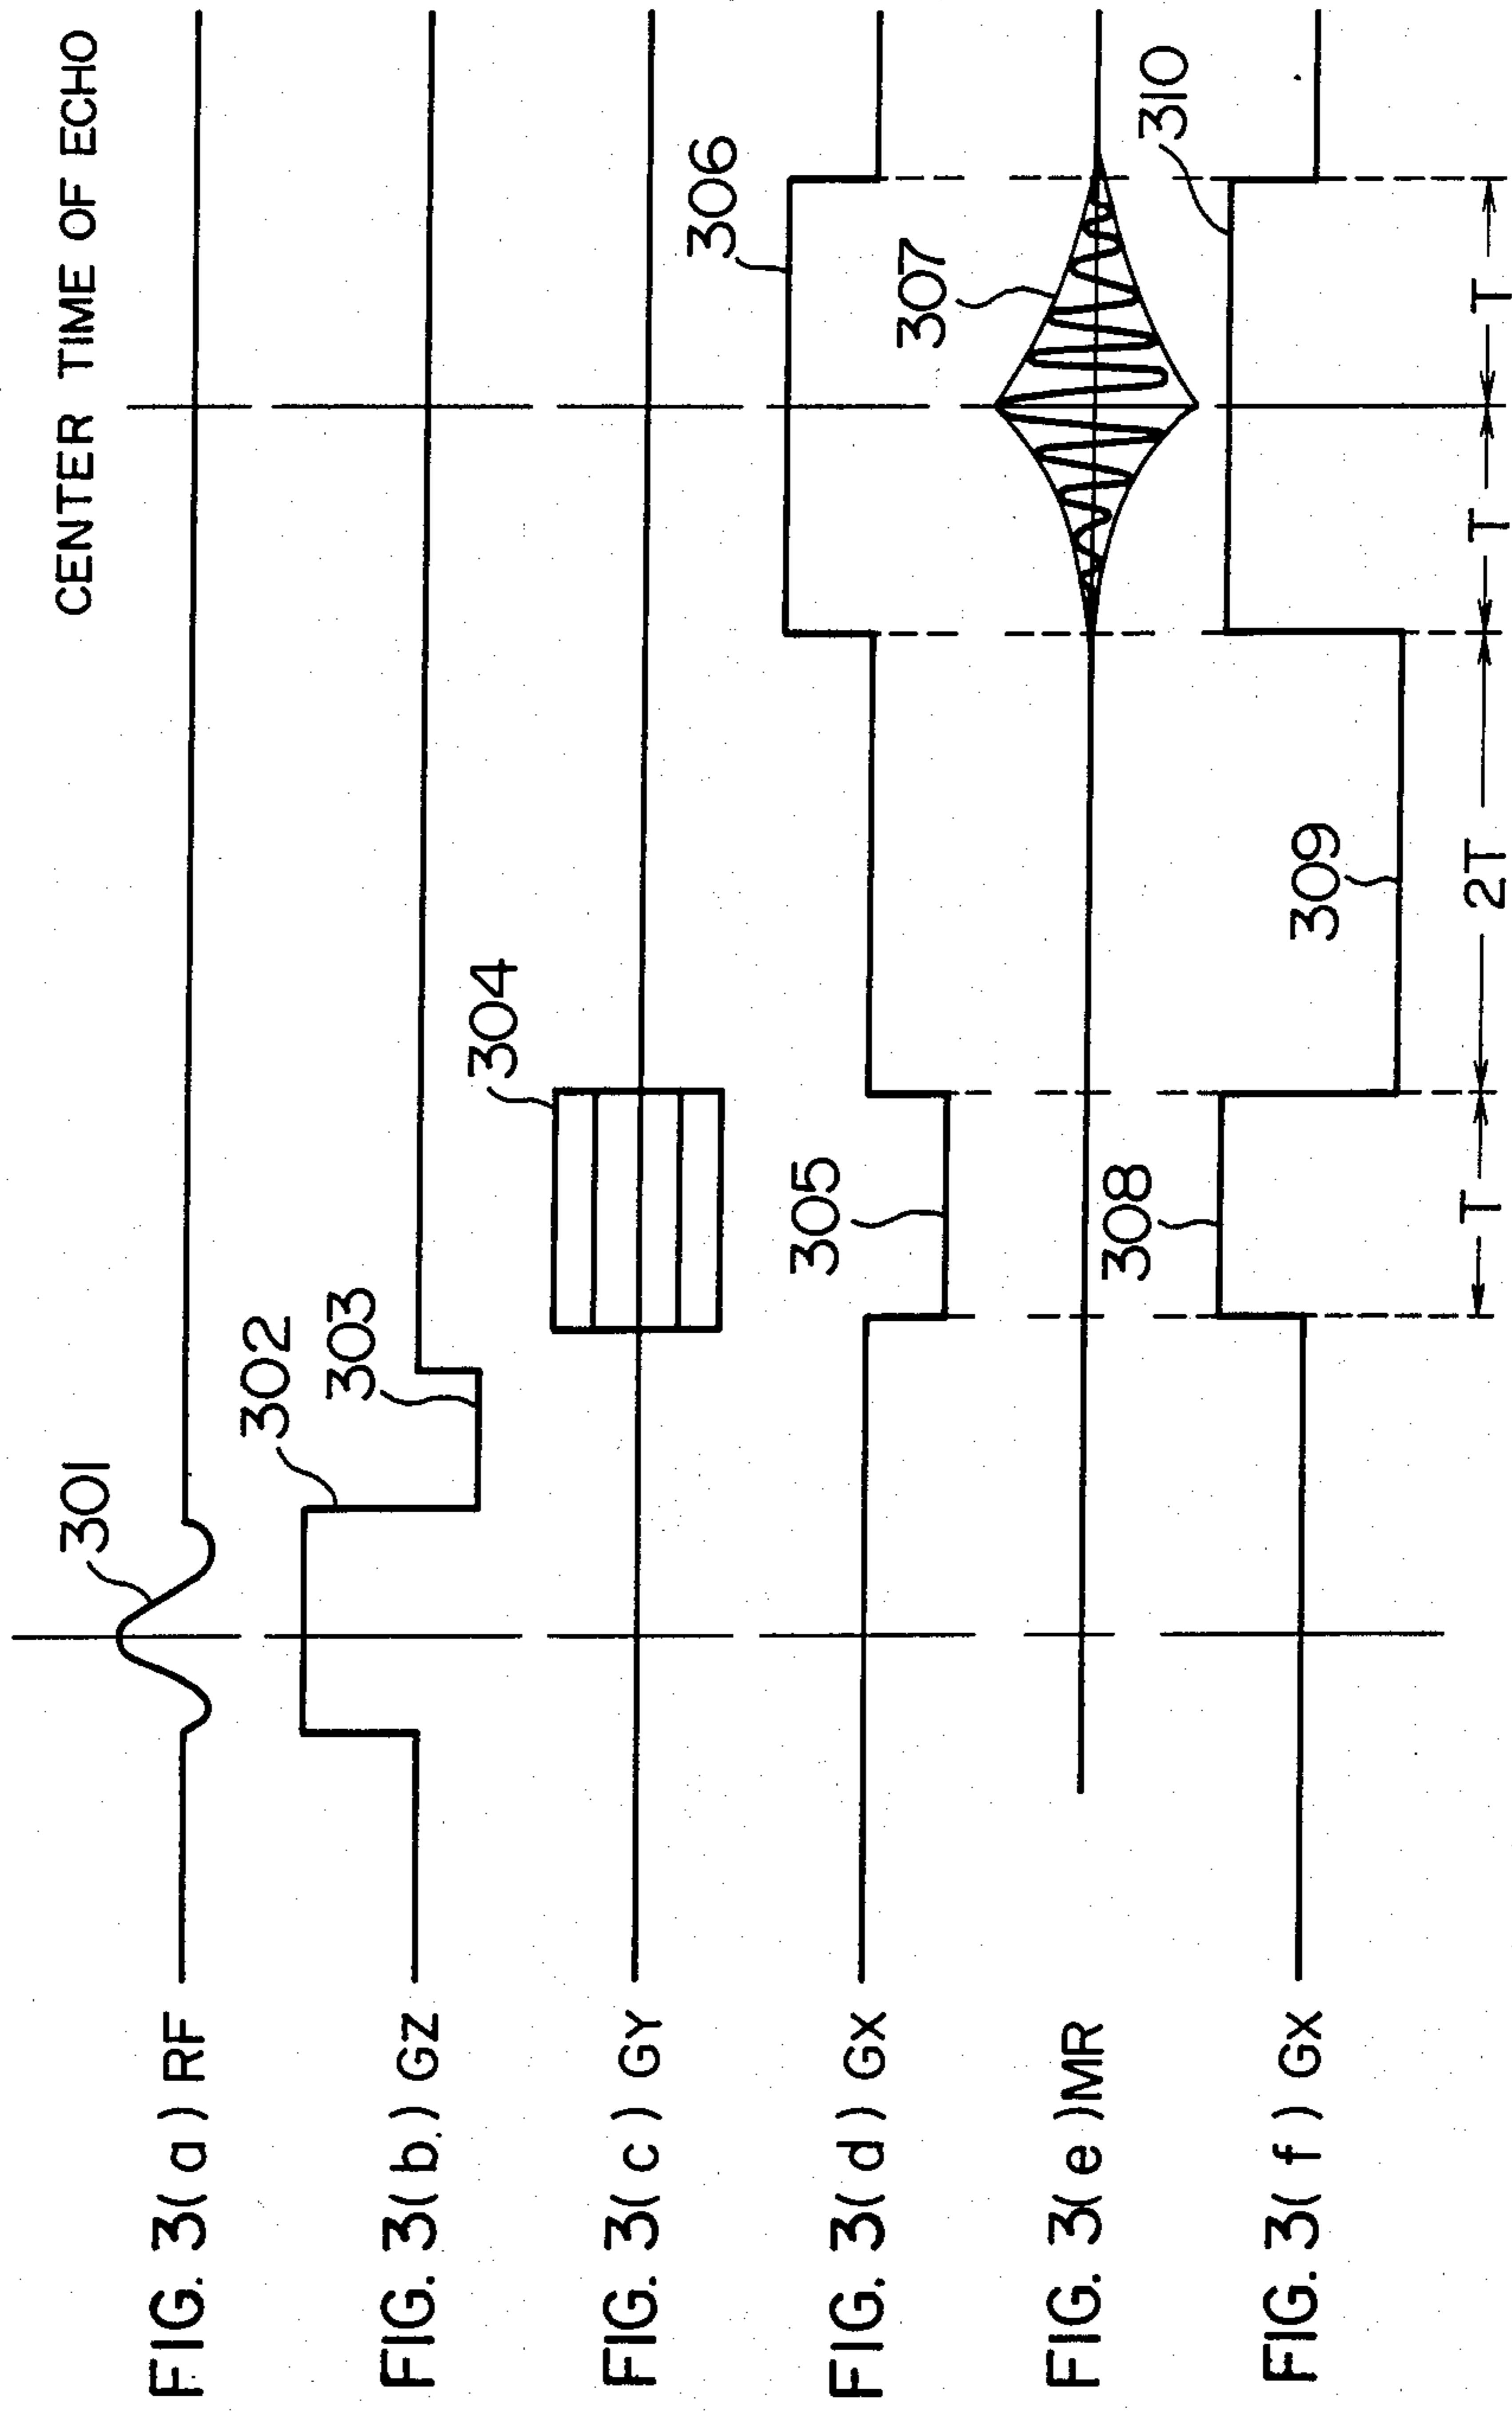 CENTER TIME OF ECHO
FIG. 3(a) RF
301
FIG. 3(b) GZ
302
303
FIG. 3(c) GY
304
FIG. 3(d) GX
305
306
FIG. 3(e) MR
307
FIG. 3(f) GX
308
309
310
T
2T
T
T